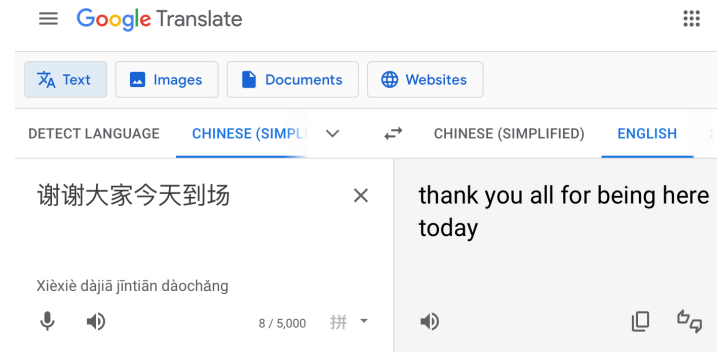 Google Translate
Text Images Documents Websites
DETECT LANGUAGE CHINESE (SIMPLI CHINESE (SIMPLIFIED) ENGLISH
谢谢大家今天到场
thank you all for being here
today
Xièxiè dàjiā jīntiān dàochǎng
8 / 5,000 拼